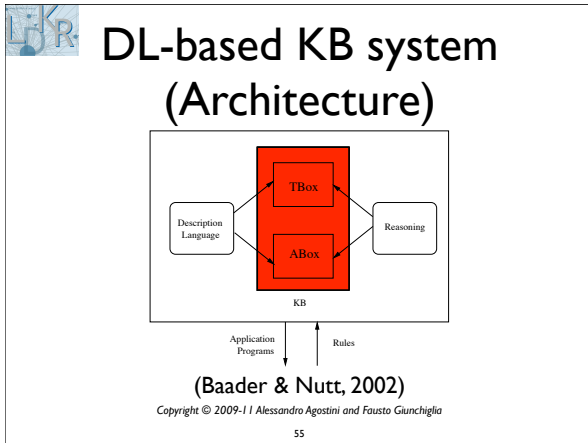 DL-based KB system
(Architecture)
TBox
Description
Language
Reasoning
ABox
KB
Application
Programs
Rules
(Baader & Nutt, 2002)
Copyright © 2009-11 Alessandro Agostini and Fausto Giunchiglia
55